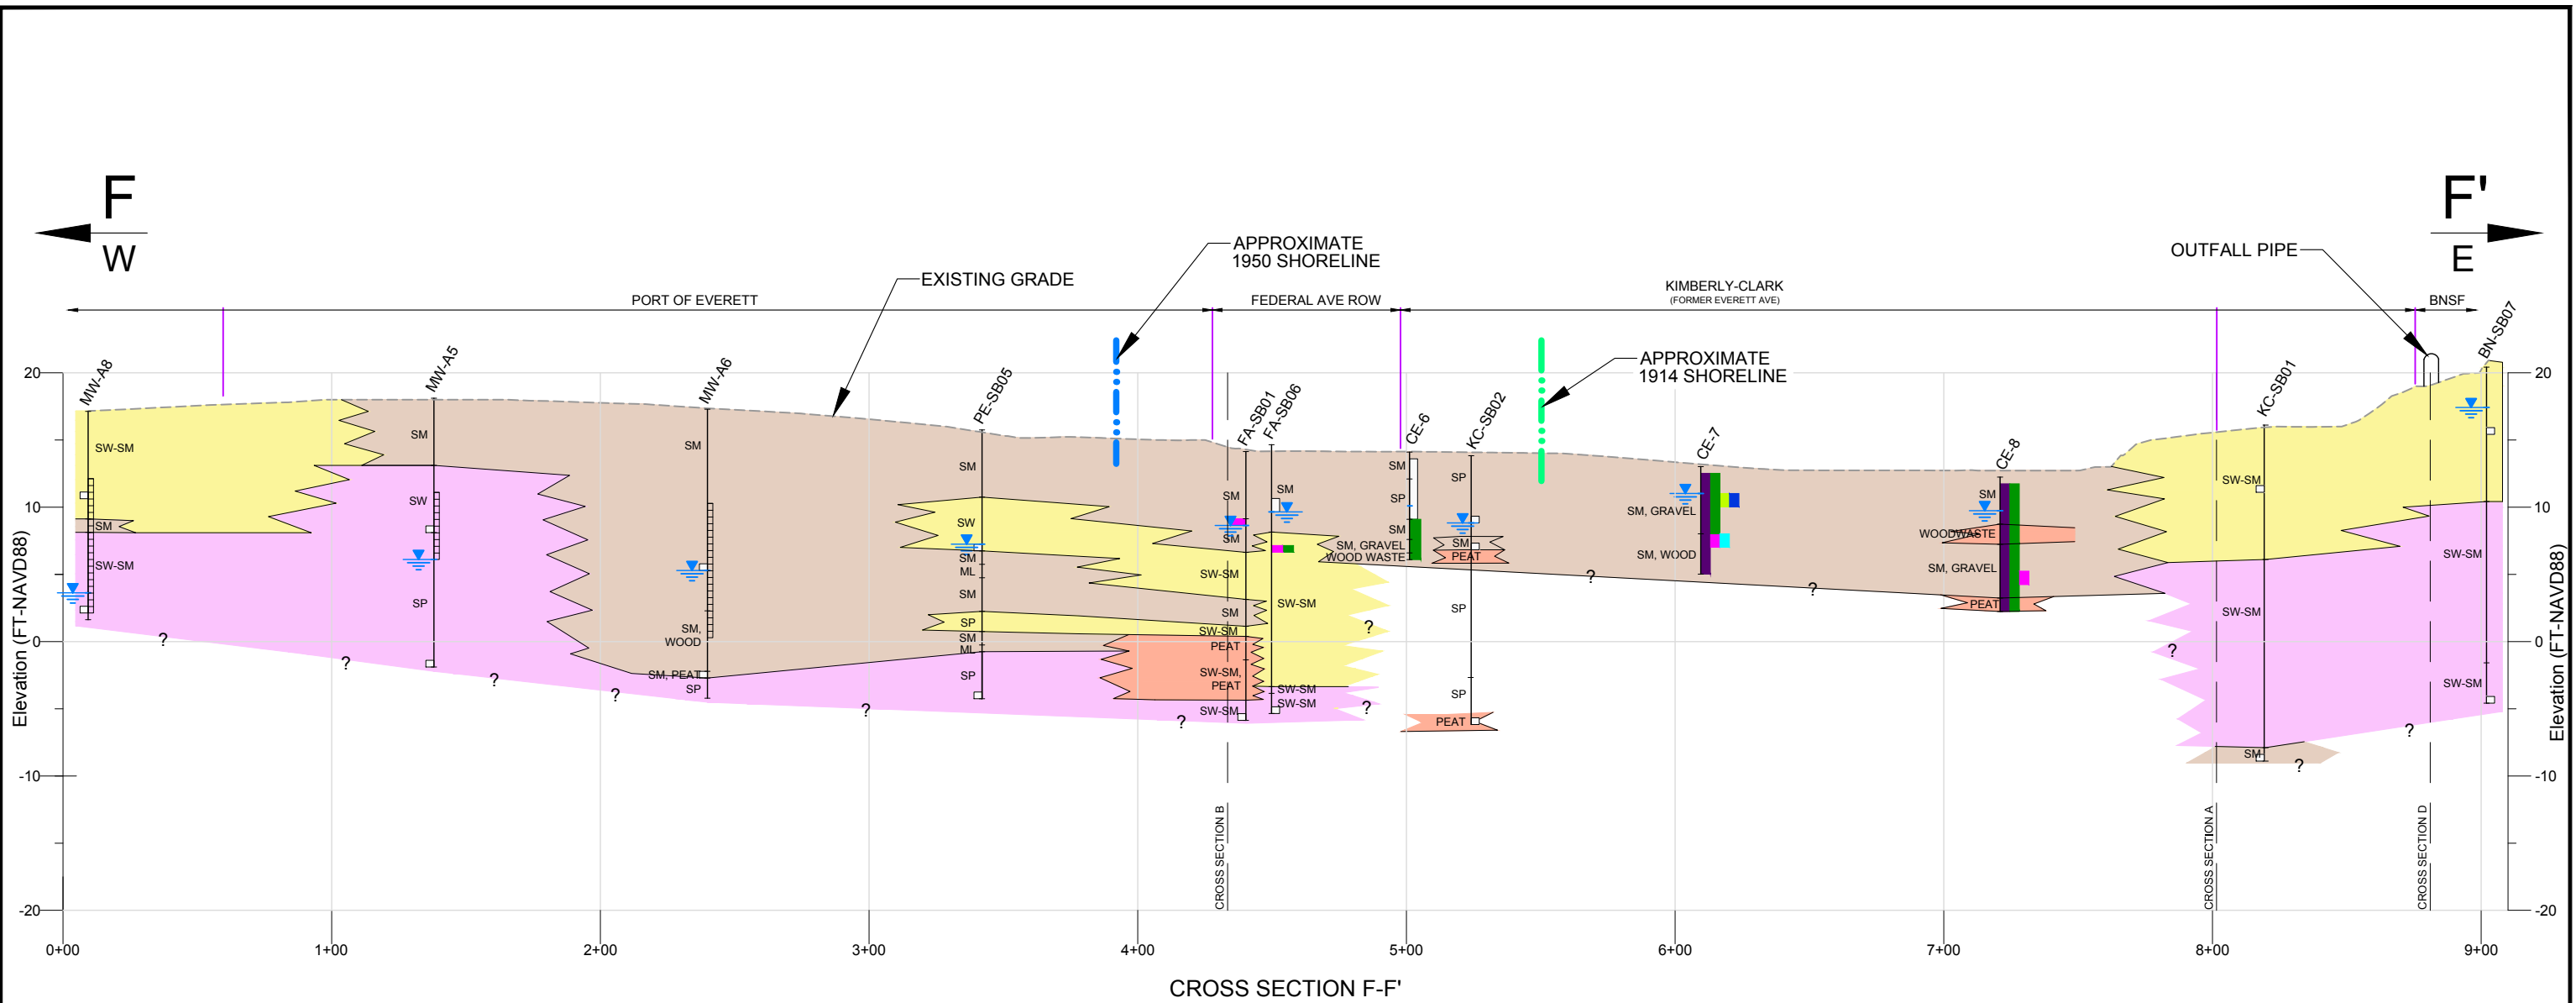 F
W
F'
E
APPROXIMATE
1950 SHORELINE
EXISTING GRADE
OUTFALL PIPE
PORT OF EVERETT
FEDERAL AVE ROW
KIMBERLY-CLARK
(FORMER EVERETT AVE)
BNSF
APPROXIMATE
1914 SHORELINE
MW-A8
MW-A5
MW-A6
PE-SB05
FA-SB01
FA-SB06
CE-6
KC-SB02
CE-7
CE-8
KC-SB01
BN-SB07
Elevation (FT-NAVD88)
20
10
0
-10
-20
SW-SM
SM
SW-SM
?
?
SM
SW
SP
?
?
SM
SM,
WOOD
SM, PEAT
SP
?
SM
SW
SM
ML
SM
SP
SM
ML
SP
?
SM
SM
SW-SM
SM
SW-SM
PEAT
SW-SM,
PEAT
SW-SM
SM
SW-SM
SW-SM
SW-SM
?
?
SM
SP
SM
SM, GRAVEL
WOOD WASTE
SP
SM
PEAT
SP
SP
PEAT
?
?
SM, GRAVEL
SM, WOOD
SM
WOODWASTE
SM, GRAVEL
PEAT
SW-SM
SW-SM
SM
?
?
?
SW-SM
SW-SM
20
10
0
-10
-20
Elevation (FT-NAVD88)
CROSS SECTION B
CROSS SECTION A
CROSS SECTION D
0+00
1+00
2+00
3+00
4+00
5+00
6+00
7+00
8+00
9+00
CROSS SECTION F-F'